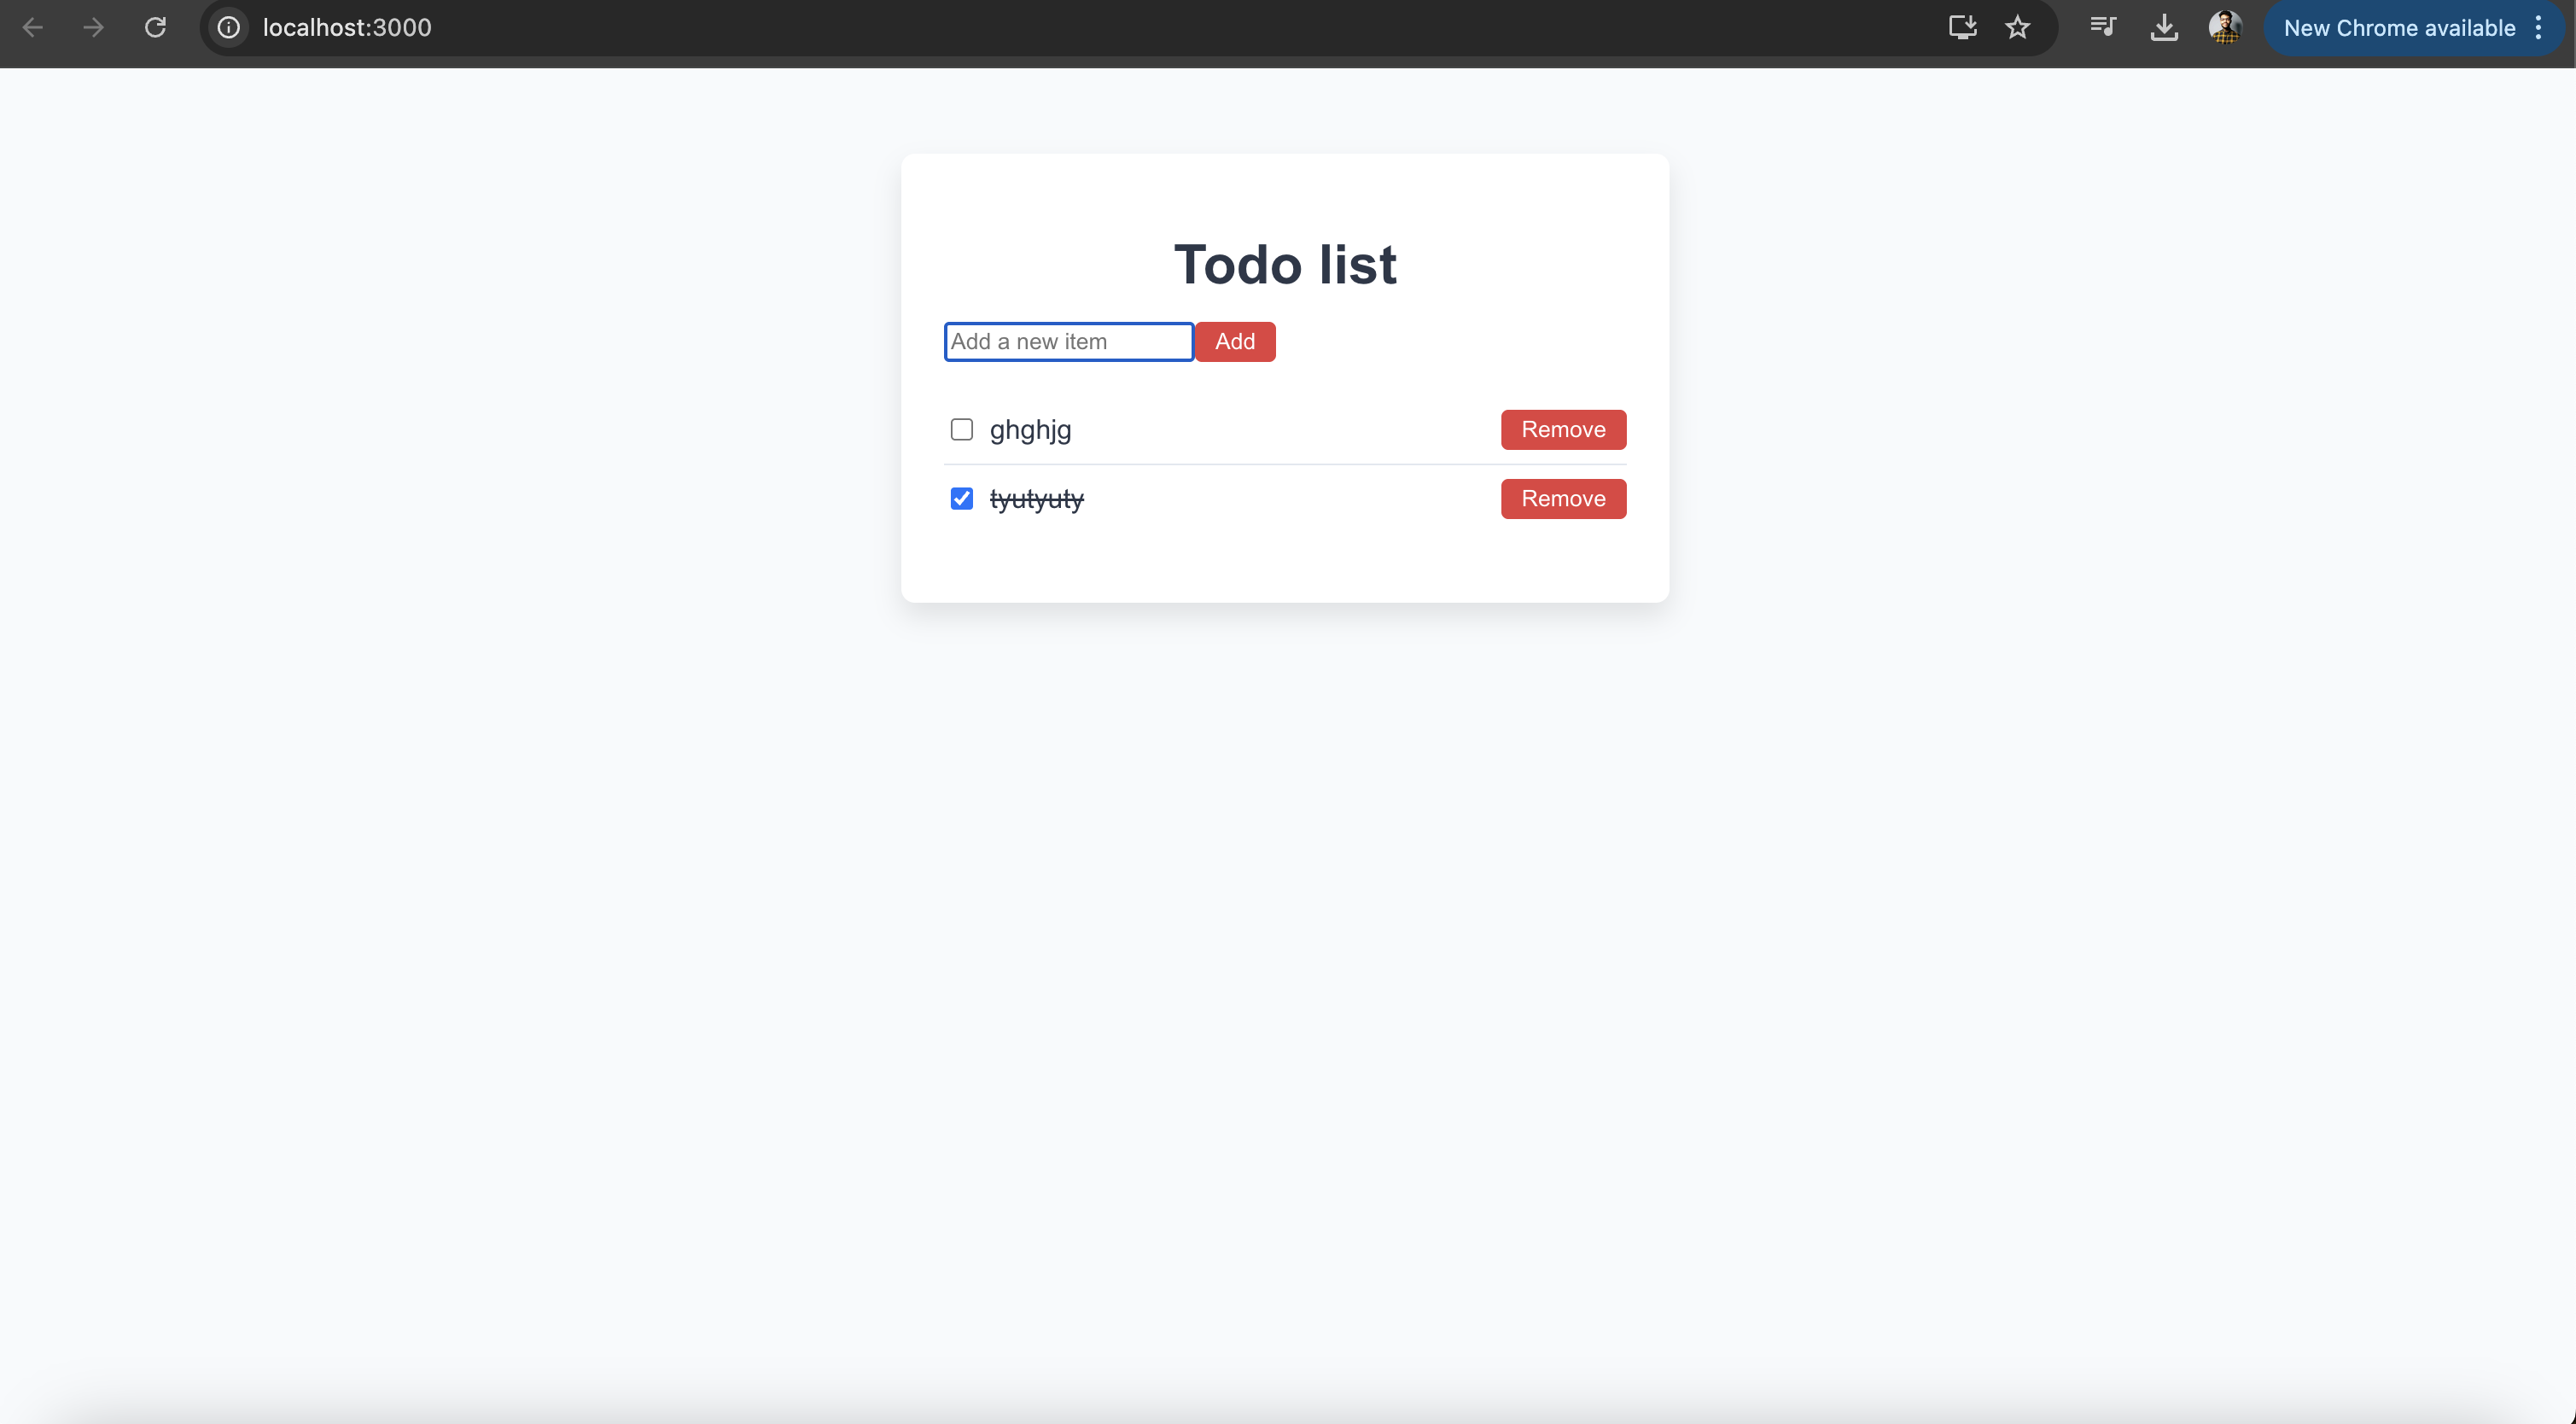 localhost:3000
New Chrome available
Todo list
Add a new item
Add
ghghjg
Remove
tyutyuty
Remove